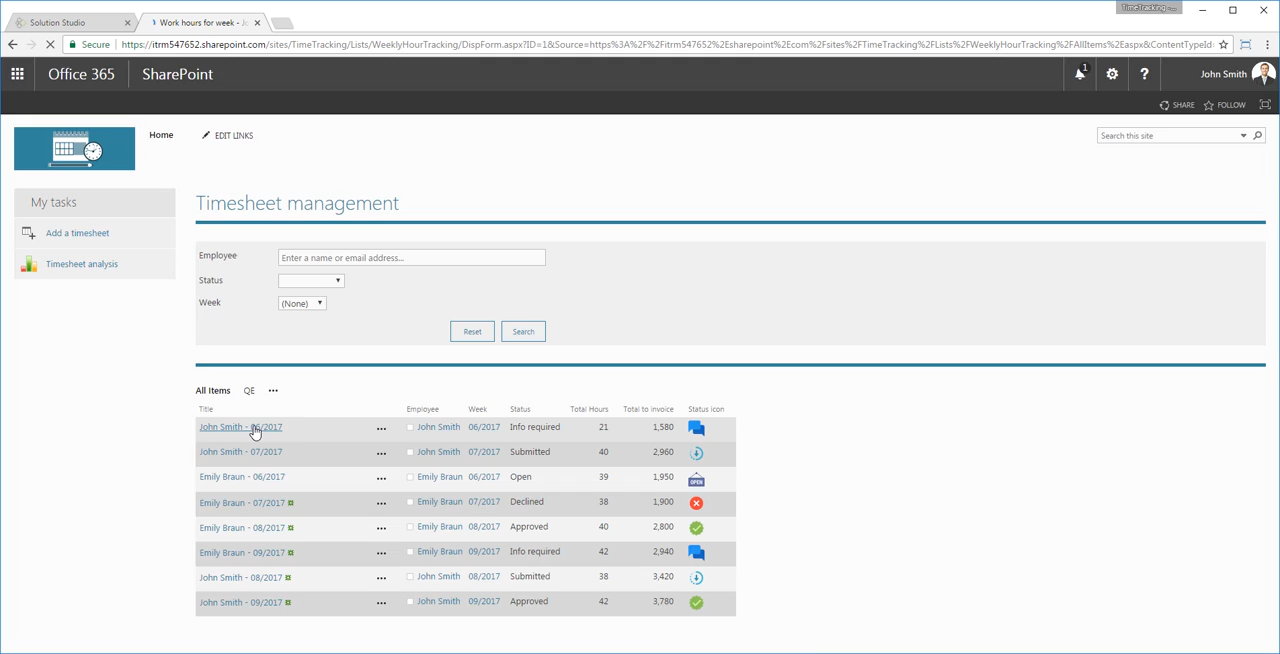 TimeTracking -...
Solution Studio
Work hours for week - Jo
Secure https://itrm547652.sharepoint.com/sites/TimeTracking/Lists/WeeklyHourTracking/DispForm.aspx?ID=1&Source=https%3A%2F%2Fitrm547652%2Esharepoint%2Ecom%2Fsites%2FTimeTracking%2FLists%2FWeeklyHourTracking%2FAllItems%2Easpx&ContentTypeId=
Office 365 SharePoint 1 ? John Smith
SHARE FOLLOW
Home EDIT LINKS Search this site
My tasks
Add a timesheet
Timesheet analysis
Timesheet management
Employee Enter a name or email address...
Status
Week (None)
Reset Search
All Items QE ...
Title Employee Week Status Total Hours Total to invoice Status icon
John Smith - 06/2017 ... John Smith 06/2017 Info required 21 1,580
John Smith - 07/2017 ... John Smith 07/2017 Submitted 40 2,960
Emily Braun - 06/2017 ... Emily Braun 06/2017 Open 39 1,950 OPEN
Emily Braun - 07/2017 ... Emily Braun 07/2017 Declined 38 1,900
Emily Braun - 08/2017 ... Emily Braun 08/2017 Approved 40 2,800
Emily Braun - 09/2017 ... Emily Braun 09/2017 Info required 42 2,940
John Smith - 08/2017 ... John Smith 08/2017 Submitted 38 3,420
John Smith - 09/2017 ... John Smith 09/2017 Approved 42 3,780